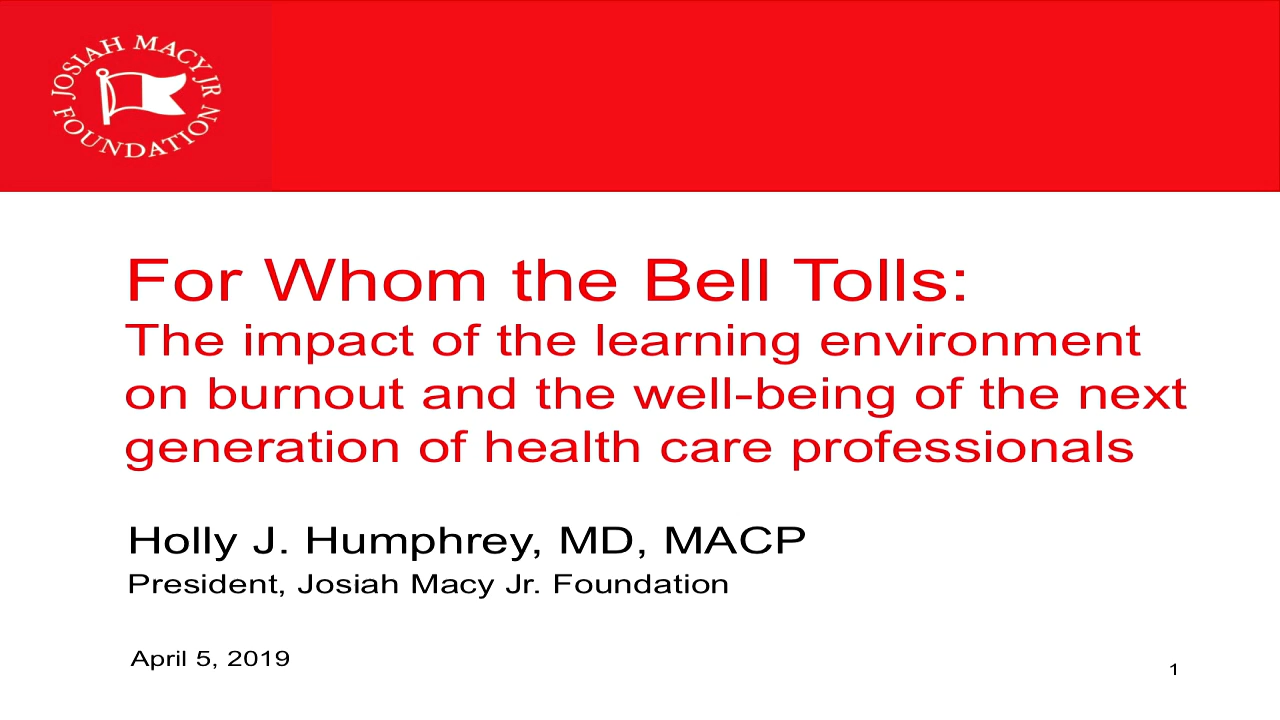 JOSIAH MACY JR
FOUNDATION
For Whom the Bell Tolls:
The impact of the learning environment
on burnout and the well-being of the next
generation of health care professionals
Holly J. Humphrey, MD, MACP
President, Josiah Macy Jr. Foundation
April 5, 2019
1